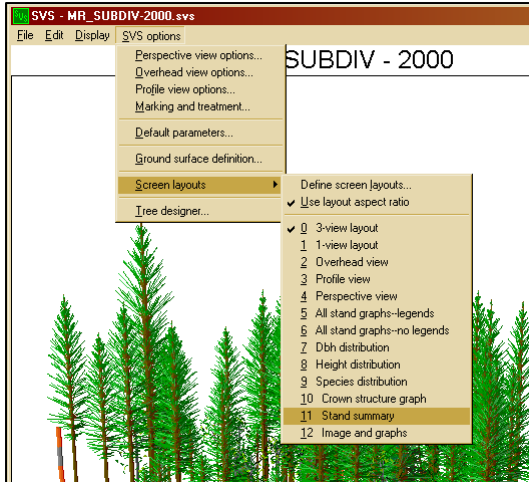 SVS - MR_SUBDIV-2000.svs
File Edit Display SVS options
SUBDIV - 2000
Perspective view options...
Overhead view options...
Profile view options...
Marking and treatment...
Default parameters...
Ground surface definition...
Screen layouts
Tree designer...
Define screen layouts...
Use layout aspect ratio
0 3-view layout
1 1-view layout
2 Overhead view
3 Profile view
4 Perspective view
5 All stand graphs--legends
6 All stand graphs--no legends
7 Dbh distribution
8 Height distribution
9 Species distribution
10 Crown structure graph
11 Stand summary
12 Image and graphs